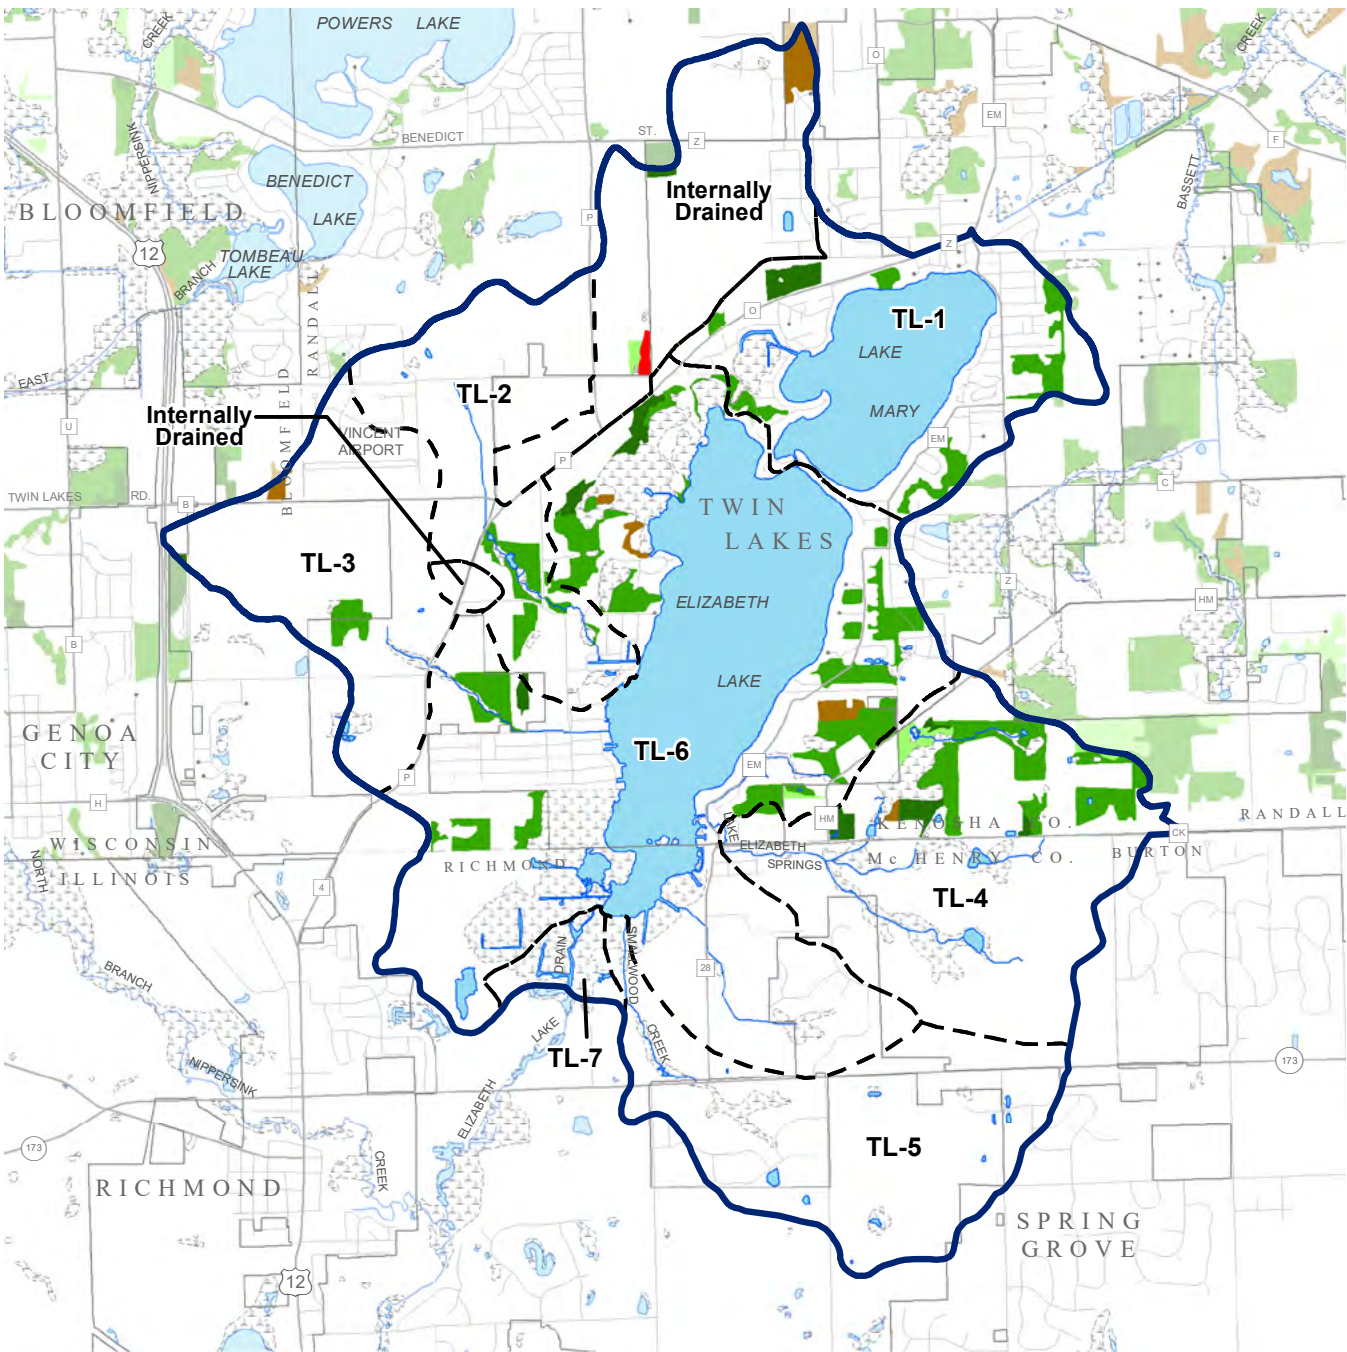 POWERS LAKE
CREEK
CREEK
O
EM
F
BENEDICT
ST.
Z
NIPPERSINK
BENEDICT
LAKE
Internally
Drained
BASSETT
BLOOMFIELD
P
12
TOMBEAU
LAKE
BRANCH
Z
RANDALL
O
TL-1
LAKE
MARY
EAST
BLOOMFIELD
TL-2
Internally
Drained
VINCENT
AIRPORT
U
EM
P
C
TWIN LAKES
RD.
B
B
TWIN
LAKES
TL-3
Z
HM
ELIZABETH
LAKE
GENOA
CITY
TL-6
EM
P
H
HM
KENOSHA CO.
RANDALL
CK
WISCONSIN
ILLINOIS
RICHMOND
LAKE
ELIZABETH
SPRINGS
Mc HENRY CO.
BURTON
NORTH
4
TL-4
BRANCH
DRAIN
SMALLWOOD
28
CREEK
LAKE
TL-7
NIPPERSINK
173
ELIZABETH
173
CREEK
TL-5
RICHMOND
SPRING
GROVE
12